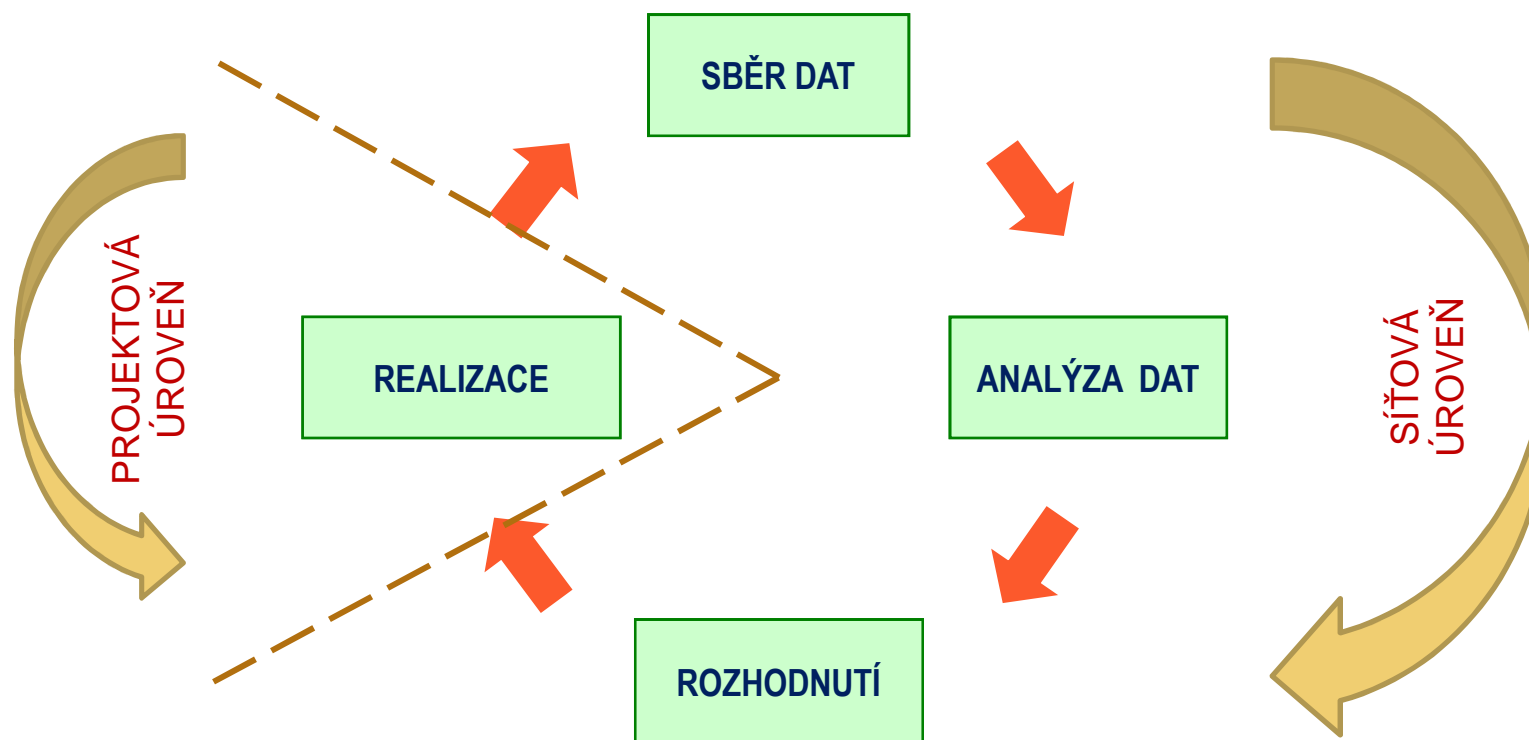 SBĚR DAT
PROJEKTOVÁ
ÚROVEŇ
REALIZACE
ANALÝZA DAT
SÍŤOVÁ
ÚROVEŇ
ROZHODNUTÍ